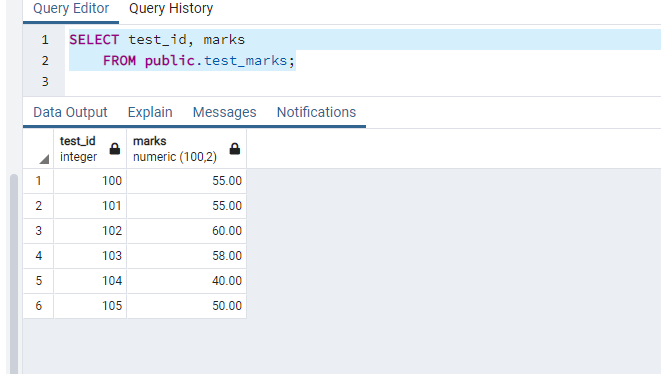 Query Editor Query History
1 SELECT test_id, marks
2 FROM public.test_marks;
3
Data Output Explain Messages Notifications
test_id marks
integer numeric (100,2)
1 100 55.00
2 101 55.00
3 102 60.00
4 103 58.00
5 104 40.00
6 105 50.00